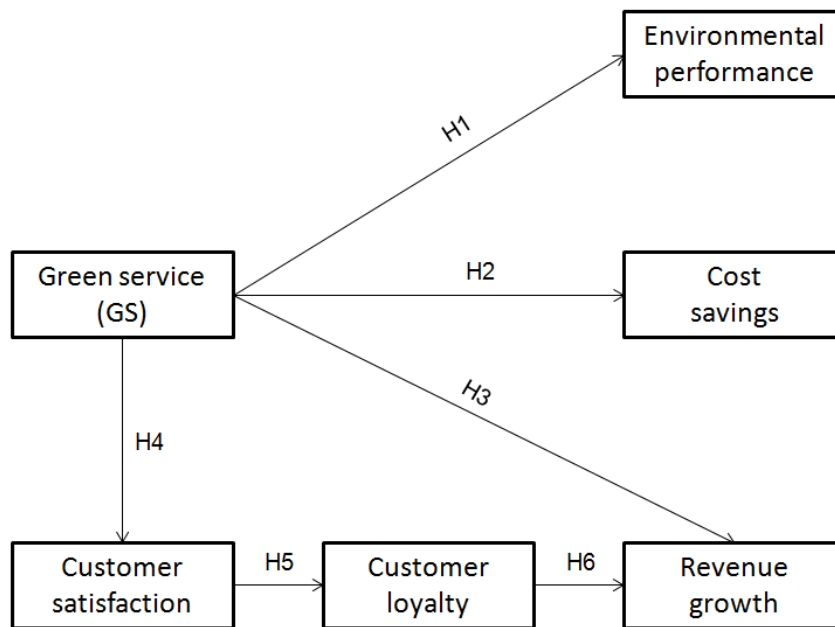 Environmental
performance
H1
Green service
(GS)
H2
Cost
savings
H3
H4
Customer
satisfaction
H5
Customer
loyalty
H6
Revenue
growth